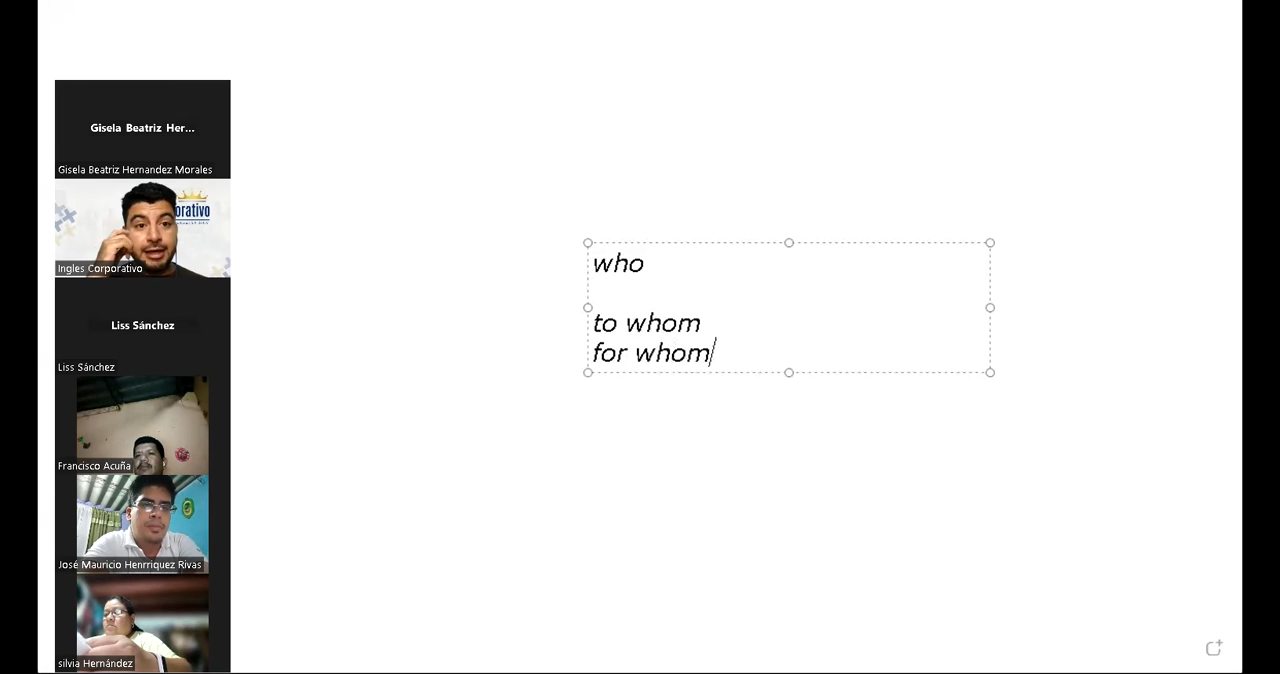 Gisela Beatriz Her...
Gisela Beatriz Hernandez Morales
orativo
Ingles Corporativo
Liss Sánchez
Liss Sánchez
Francisco Acuña
José Mauricio Henrriquez Rivas
silvia Hernández
who
to whom
for whom